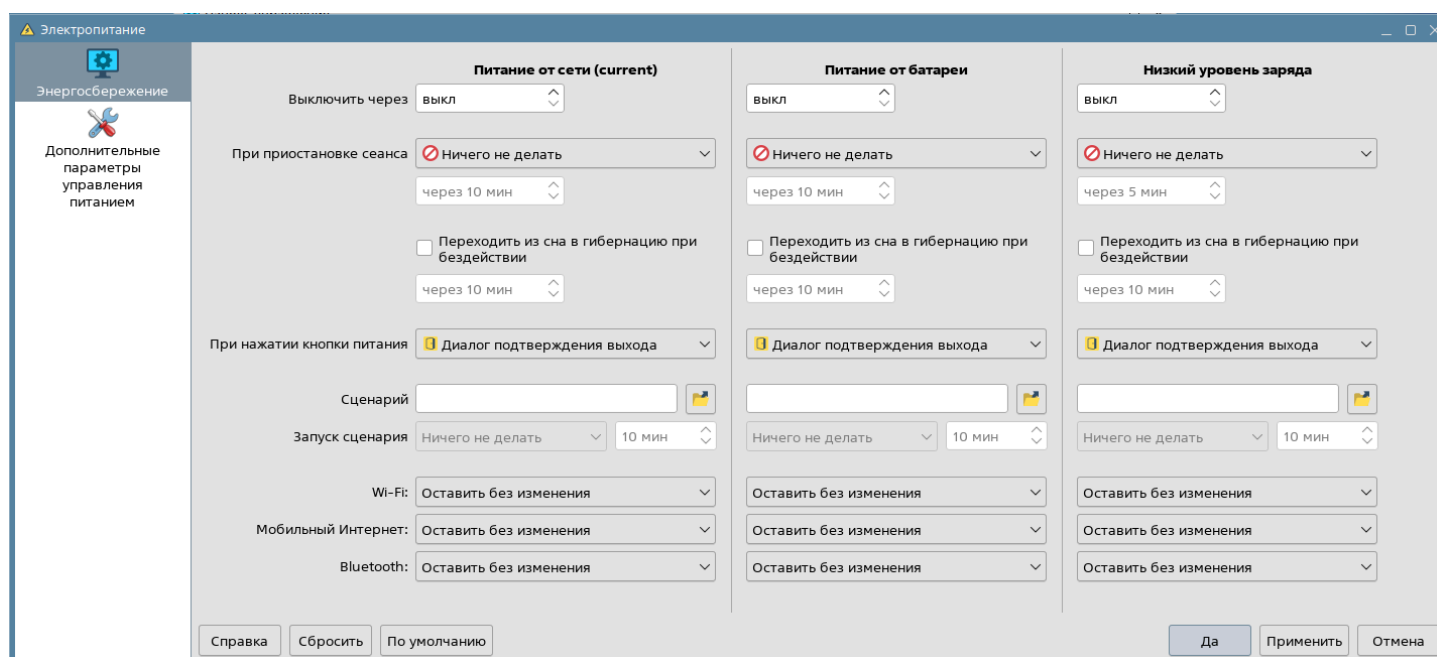 Электропитание
Энергосбережение
Дополнительные
параметры
управления
питанием
Питание от сети (current) Питание от батареи Низкий уровень заряда
Выключить через выкл выкл выкл
При приостановке сеанса Ничего не делать Ничего не делать Ничего не делать
через 10 мин через 10 мин через 5 мин
Переходить из сна в гибернацию при Переходить из сна в гибернацию при Переходить из сна в гибернацию при
бездействии бездействии бездействии
через 10 мин через 10 мин через 10 мин
При нажатии кнопки питания Диалог подтверждения выхода Диалог подтверждения выхода Диалог подтверждения выхода
Сценарий
Запуск сценария Ничего не делать 10 мин Ничего не делать 10 мин Ничего не делать 10 мин
Wi-Fi: Оставить без изменения Оставить без изменения Оставить без изменения
Мобильный Интернет: Оставить без изменения Оставить без изменения Оставить без изменения
Bluetooth: Оставить без изменения Оставить без изменения Оставить без изменения
Справка Сбросить По умолчанию Да Применить Отмена